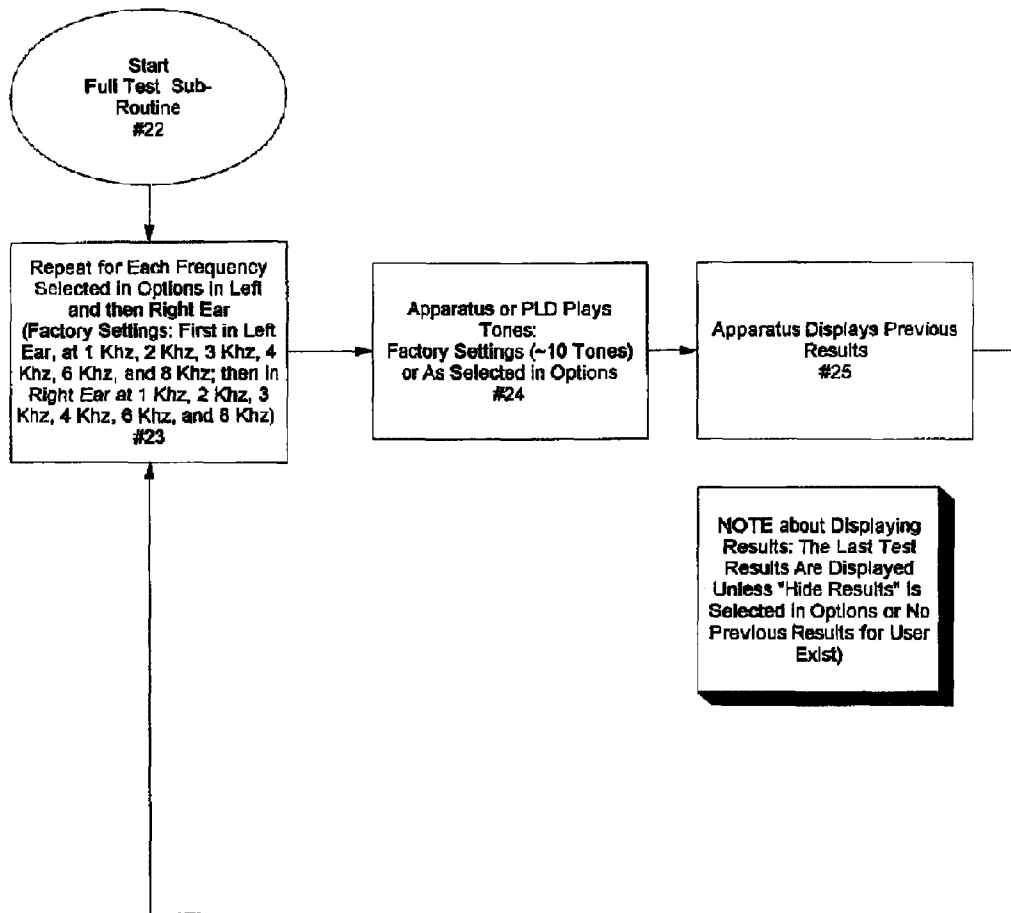 Start
Full Test Sub-
Routine
#22
Repeat for Each Frequency
Selected in Options in Left
and then Right Ear
(Factory Settings: First in Left
Ear, at 1 Khz, 2 Khz, 3 Khz, 4
Khz, 6 Khz, and 8 Khz; then in
Right Ear at 1 Khz, 2 Khz, 3
Khz, 4 Khz, 6 Khz, and 8 Khz)
#23
Apparatus or PLD Plays
Tones:
Factory Settings (~10 Tones)
or As Selected in Options
#24
Apparatus Displays Previous
Results
#25
NOTE about Displaying
Results: The Last Test
Results Are Displayed
Unless "Hide Results" is
Selected in Options or No
Previous Results for User
Exist)